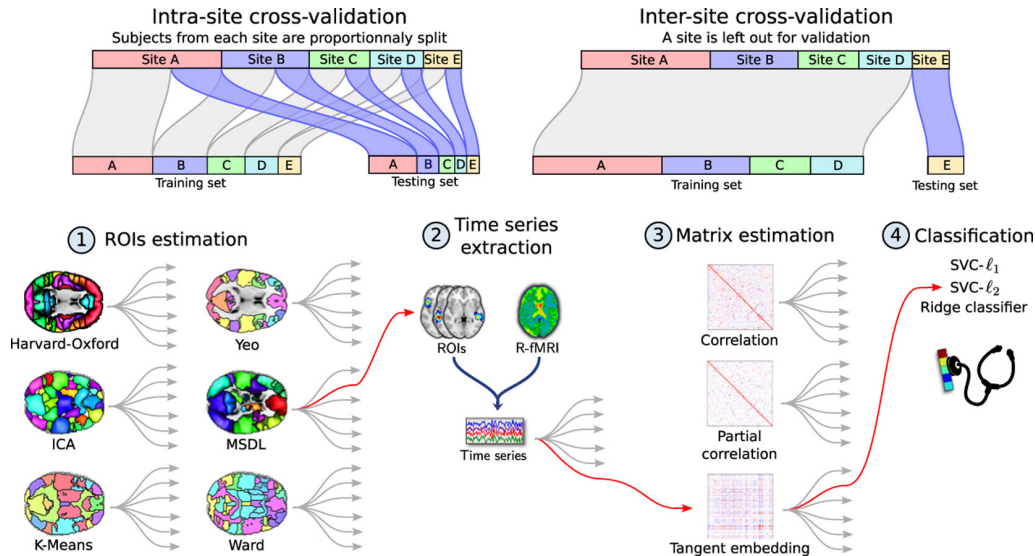 Intra-site cross-validation
Subjects from each site are proportionnaly split
Site A Site B Site C Site D Site E
A B C D E
Training set
A B C D E
Testing set
Inter-site cross-validation
A site is left out for validation
Site A Site B Site C Site D Site E
A B C D
Training set
E
Testing set
1 ROIs estimation
Harvard-Oxford
Yeo
ICA
MSDL
K-Means
Ward
2 Time series
extraction
ROIs
R-fMRI
Time series
3 Matrix estimation
Correlation
Partial
correlation
Tangent embedding
4 Classification
SVC-ℓ₁
SVC-ℓ₂
Ridge classifier